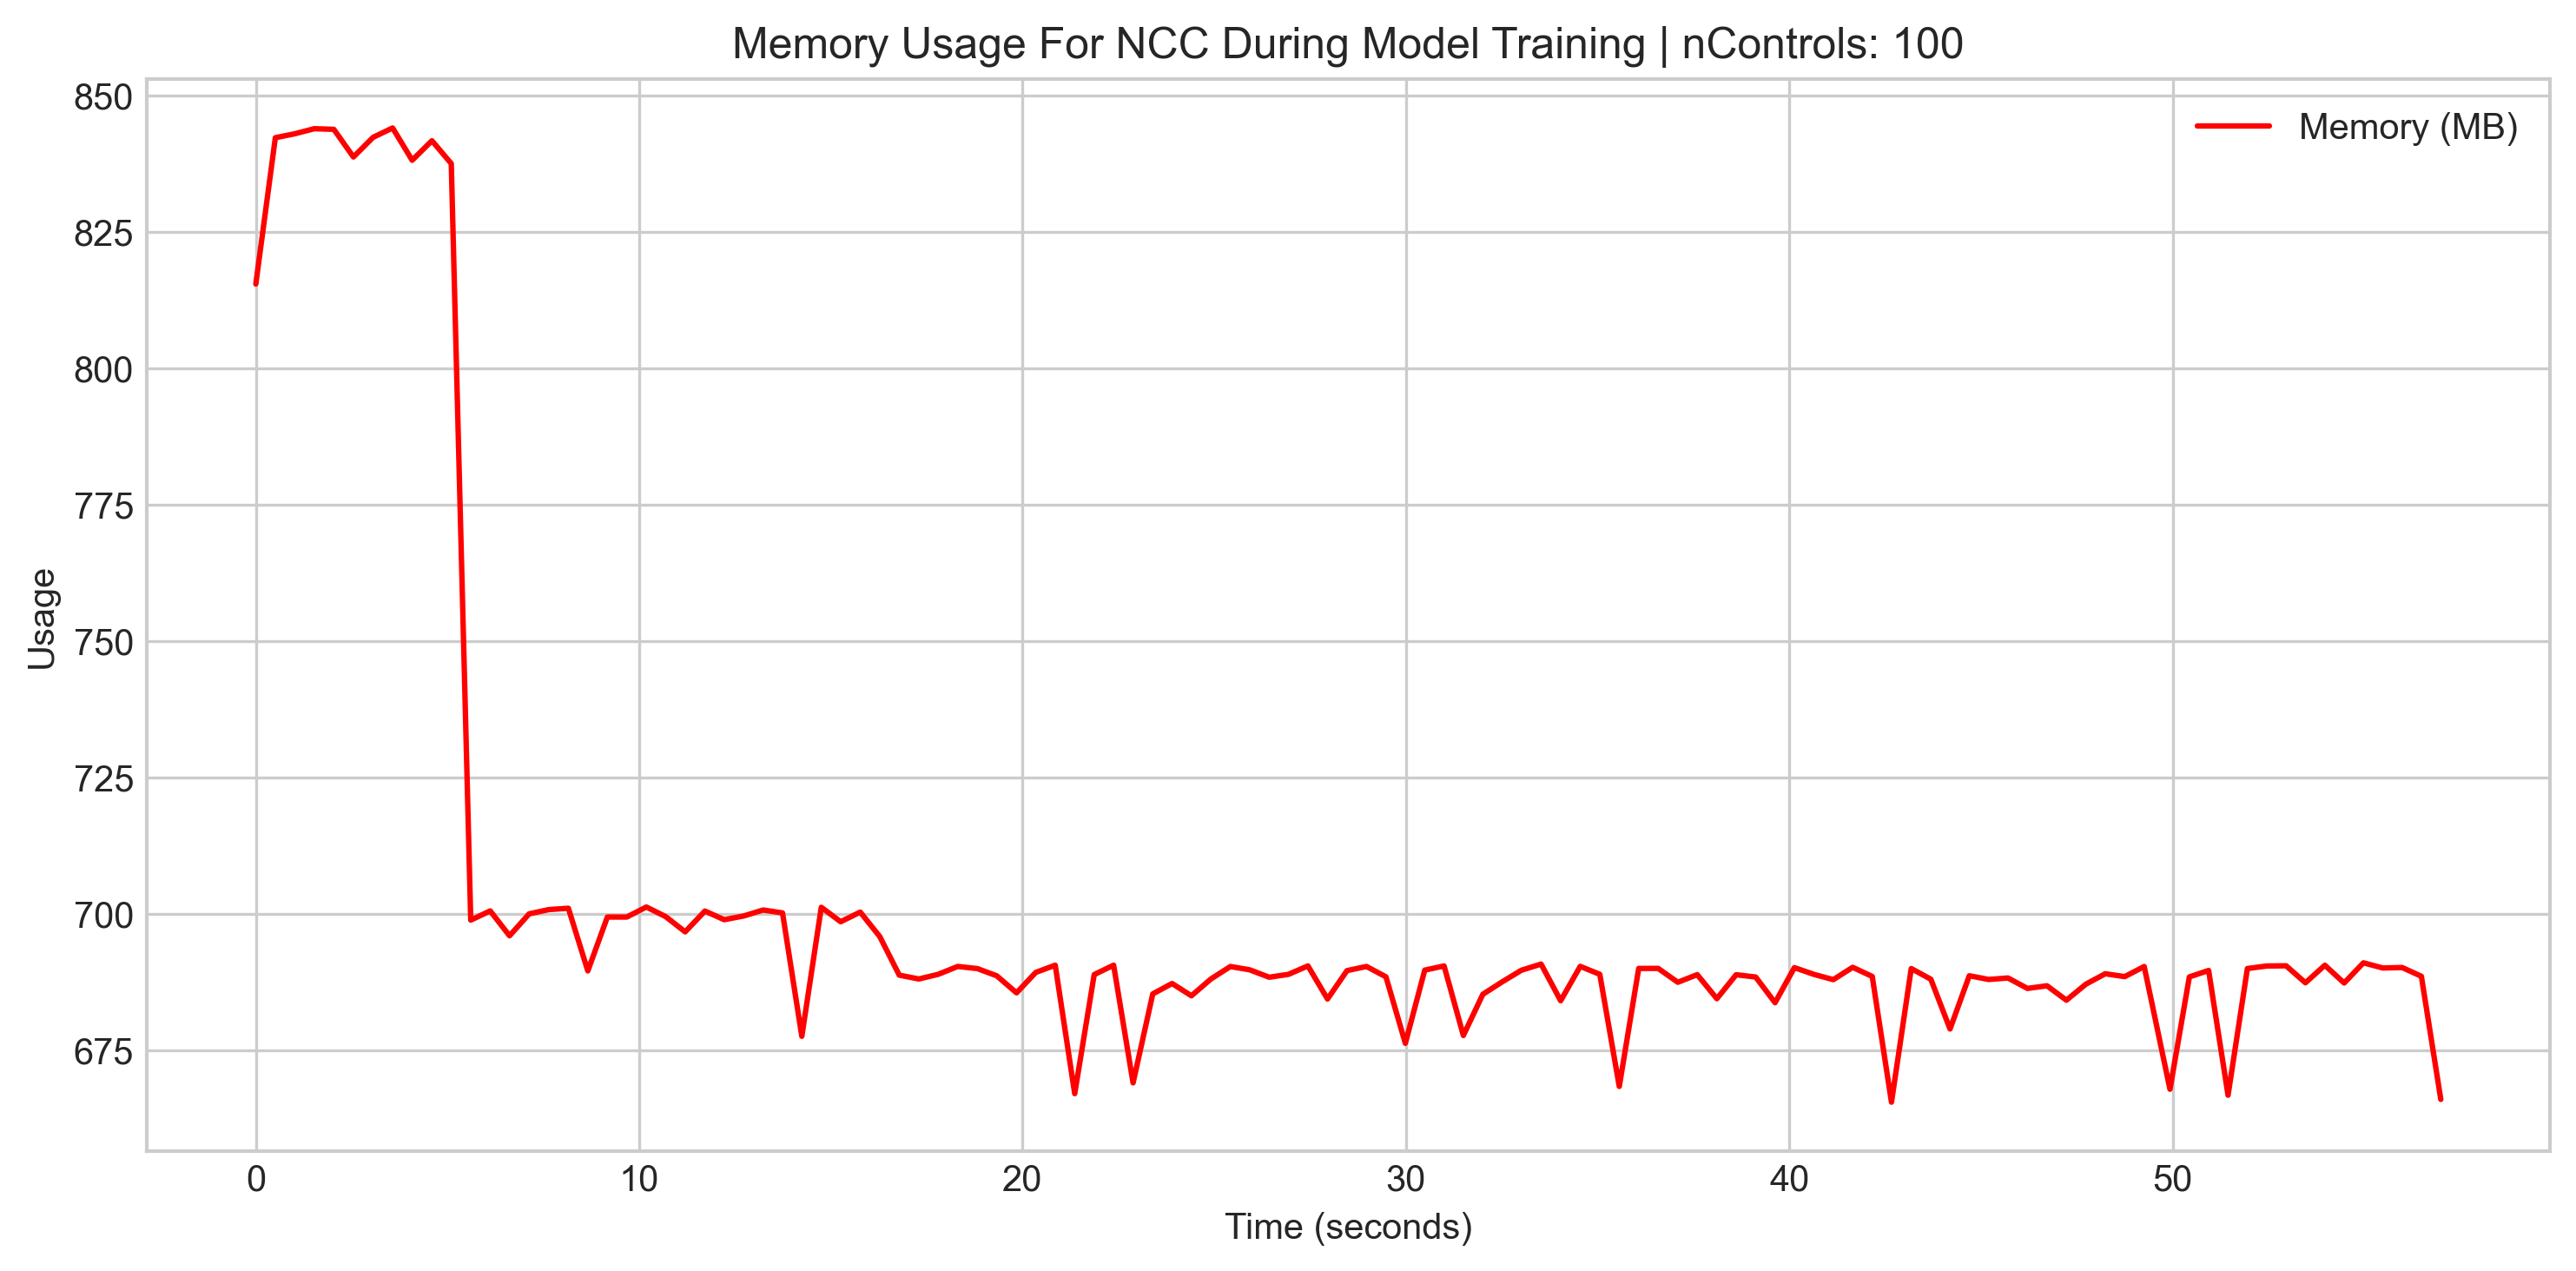 Memory Usage For NCC During Model Training | nControls: 100
850
825
800
775
750
725
700
675
Usage
Memory (MB)
0 10 20 30 40 50
Time (seconds)